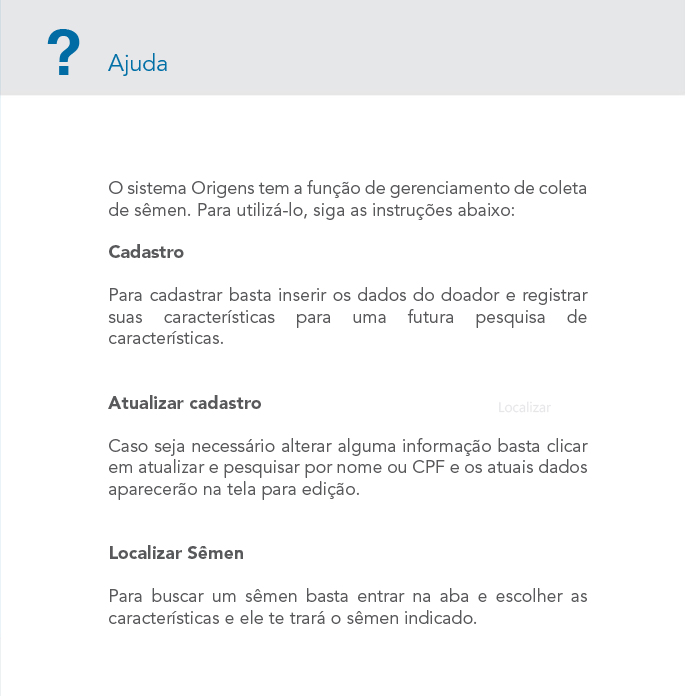 ?
Ajuda
O sistema Origens tem a função de gerenciamento de coleta
de sêmen. Para utilizá-lo, siga as instruções abaixo:
Cadastro
Para cadastrar basta inserir os dados do doador e registrar
suas características para uma futura pesquisa de
características.
Atualizar cadastro
Localizar
Caso seja necessário alterar alguma informação basta clicar
em atualizar e pesquisar por nome ou CPF e os atuais dados
aparecerão na tela para edição.
Localizar Sêmen
Para buscar um sêmen basta entrar na aba e escolher as
características e ele te trará o sêmen indicado.